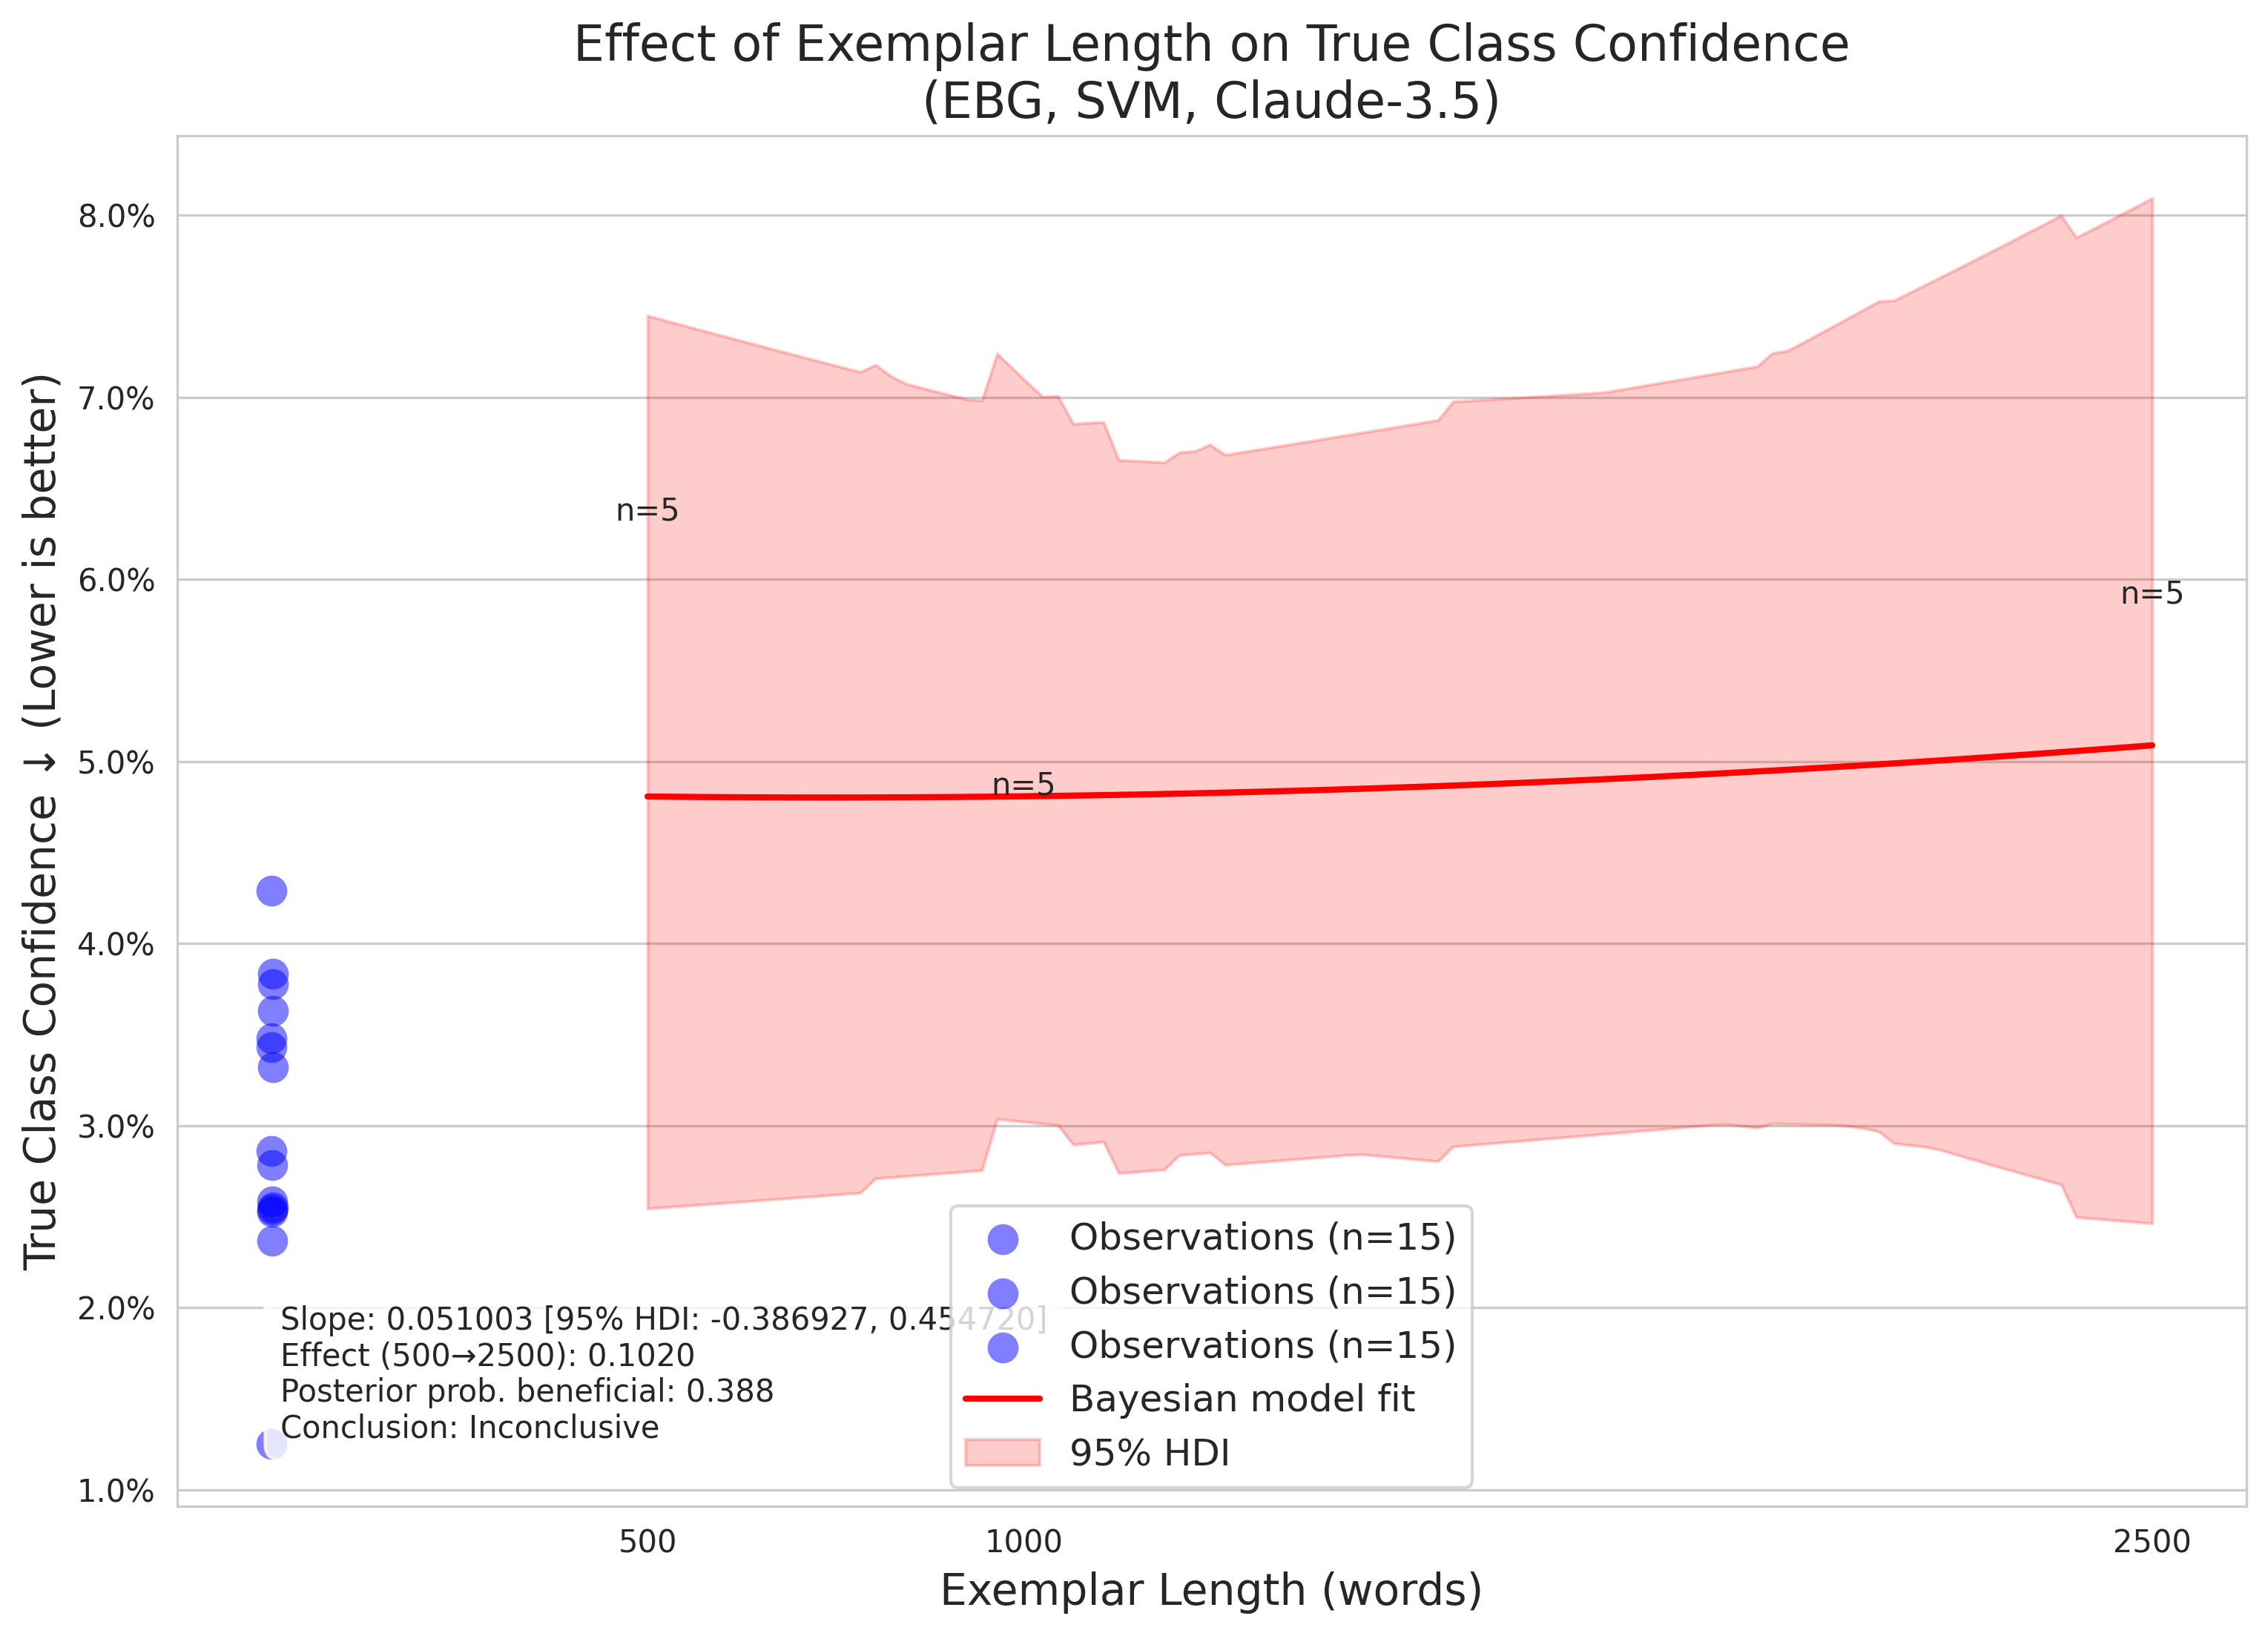 Effect of Exemplar Length on True Class Confidence
(EBG, SVM, Claude-3.5)
True Class Confidence ↓ (Lower is better)
8.0%
7.0%
6.0%
5.0%
4.0%
3.0%
2.0%
1.0%
n=5
n=5
n=5
Slope: 0.051003 [95% HDI: -0.386927, 0.454720]
Effect (500→2500): 0.1020
Posterior prob. beneficial: 0.388
Conclusion: Inconclusive
Observations (n=15)
Observations (n=15)
Observations (n=15)
Bayesian model fit
95% HDI
500
1000
2500
Exemplar Length (words)